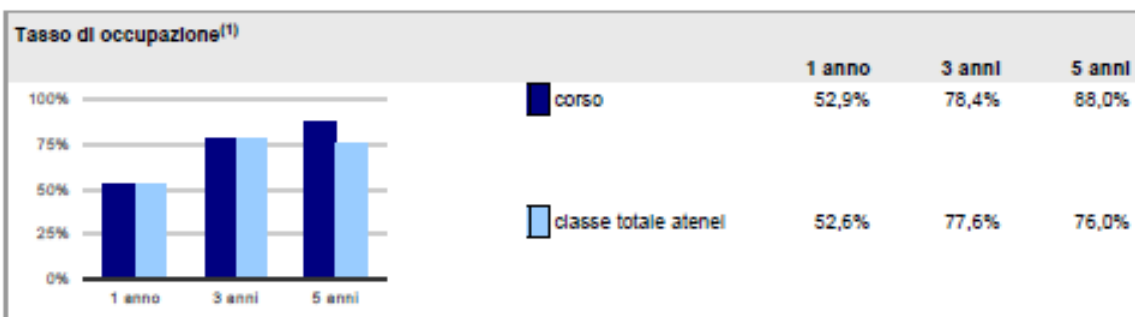 Tasso di occupazione(1)
1 anno 3 anni 5 anni
100%
75%
50%
25%
0%
1 anno 3 anni 5 anni
corso 52,9% 78,4% 88,0%
classe totale atenei 52,6% 77,6% 76,0%